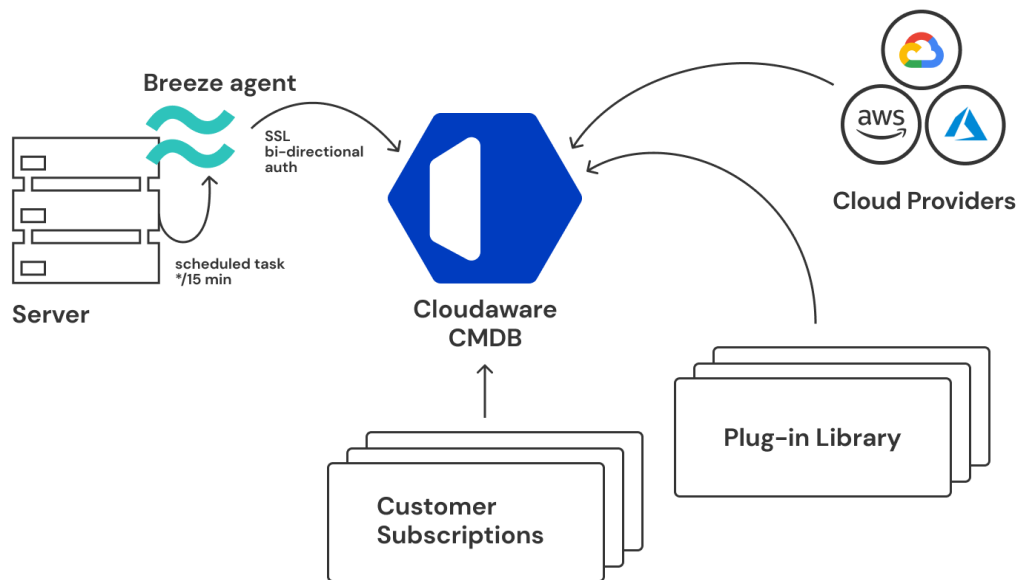 Breeze agent
SSL
bi-directional
auth
scheduled task
*/15 min
Server
Cloudaware
CMDB
aws
Cloud Providers
Plug-in Library
Customer
Subscriptions